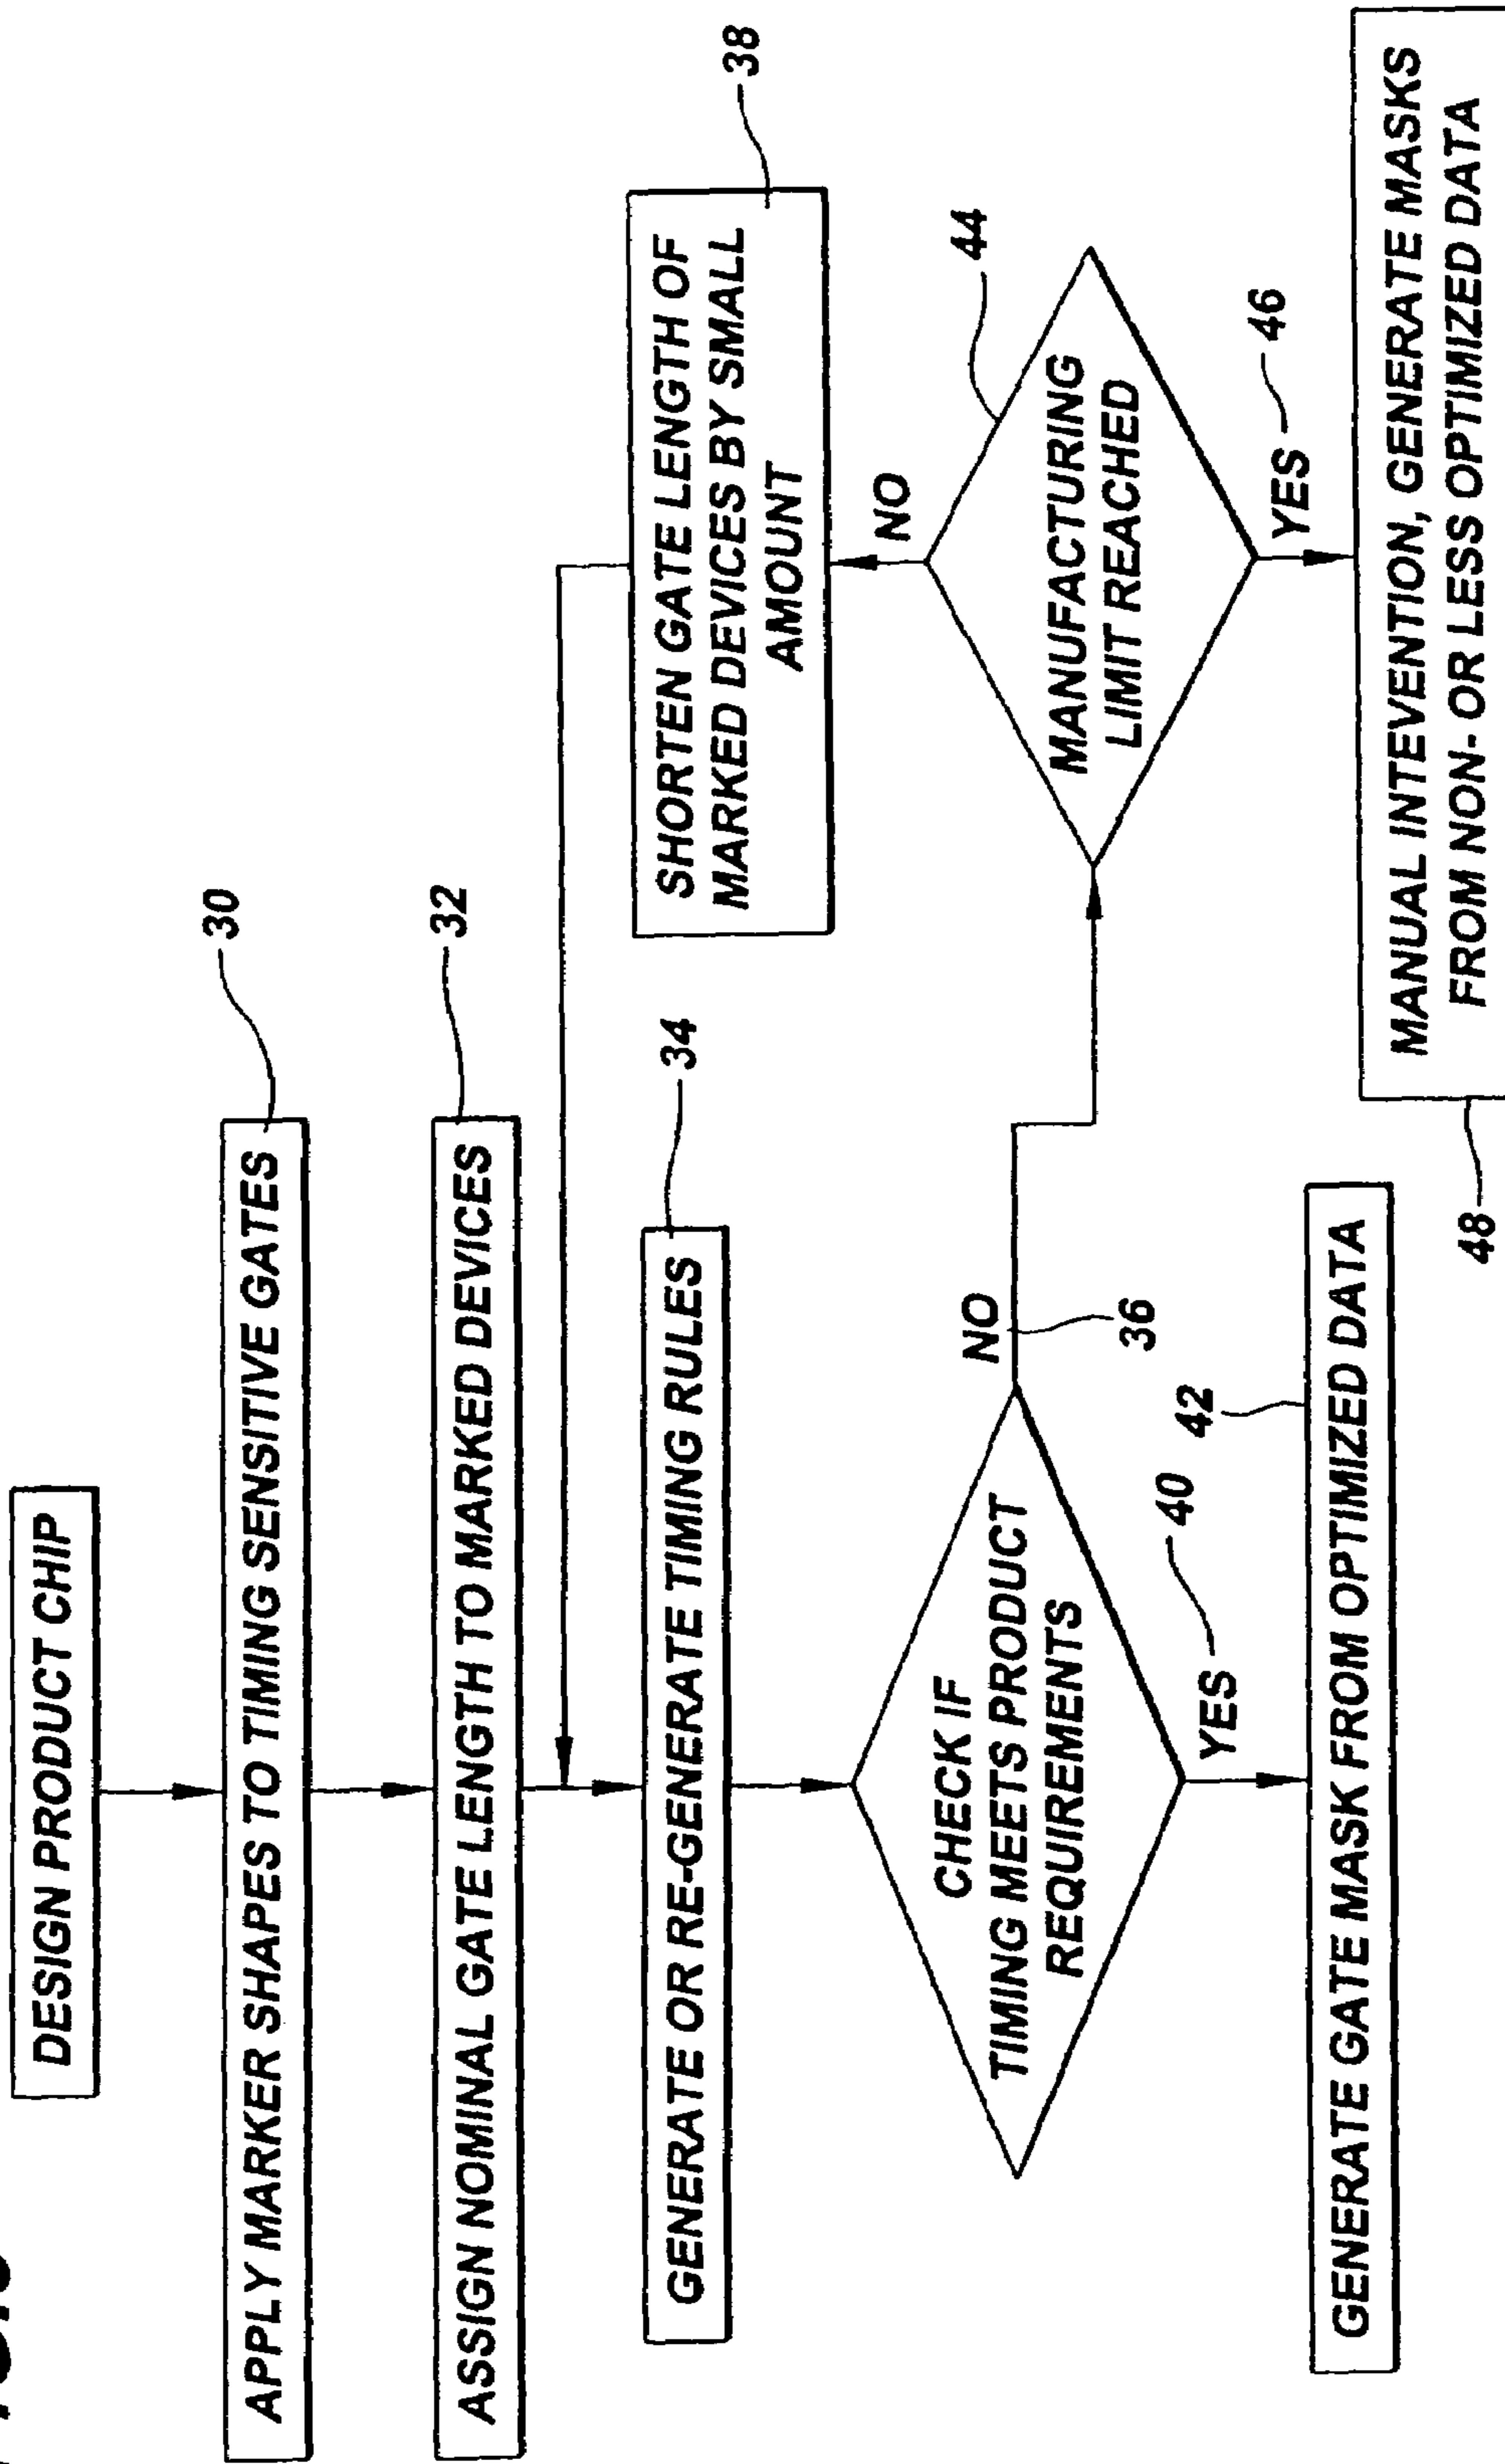 DESIGN PRODUCT CHIP
30
APPLY MARKER SHAPES TO TIMING SENSITIVE GATES
32
ASSIGN NOMINAL GATE LENGTH TO MARKED DEVICES
34
GENERATE OR RE-GENERATE TIMING RULES
38
SHORTEN GATE LENGTH OF
MARKED DEVICES BY SMALL
AMOUNT
CHECK IF
TIMING MEETS PRODUCT
REQUIREMENTS
NO
36
NO
44
MANUFACTURING
LIMIT REACHED
YES
40
42
GENERATE GATE MASK FROM OPTIMIZED DATA
YES
46
MANUAL INTEVENTION, GENERATE MASKS
FROM NON- OR LESS OPTIMIZED DATA
48